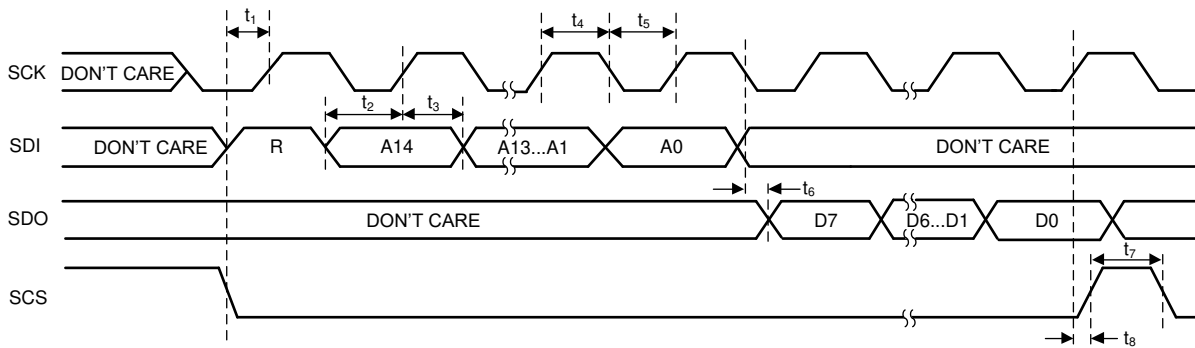 t1 t4 t5
SCK DON'T CARE
t2 t3
SDI DON'T CARE R A14 A13...A1 A0 DON'T CARE
t6
SDO DON'T CARE D7 D6...D1 D0
t7
SCS
t8